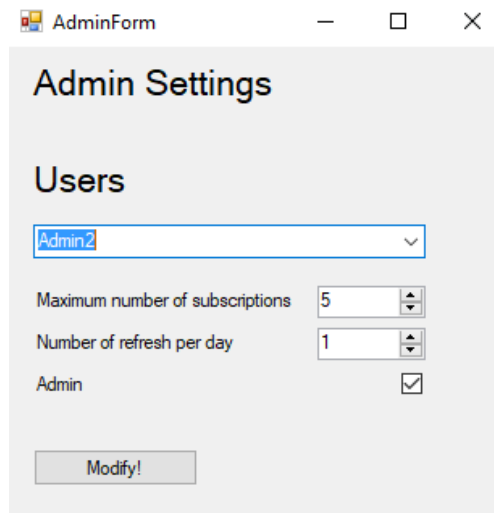 AdminForm
Admin Settings
Users
Admin2
Maximum number of subscriptions 5
Number of refresh per day 1
Admin
Modify!